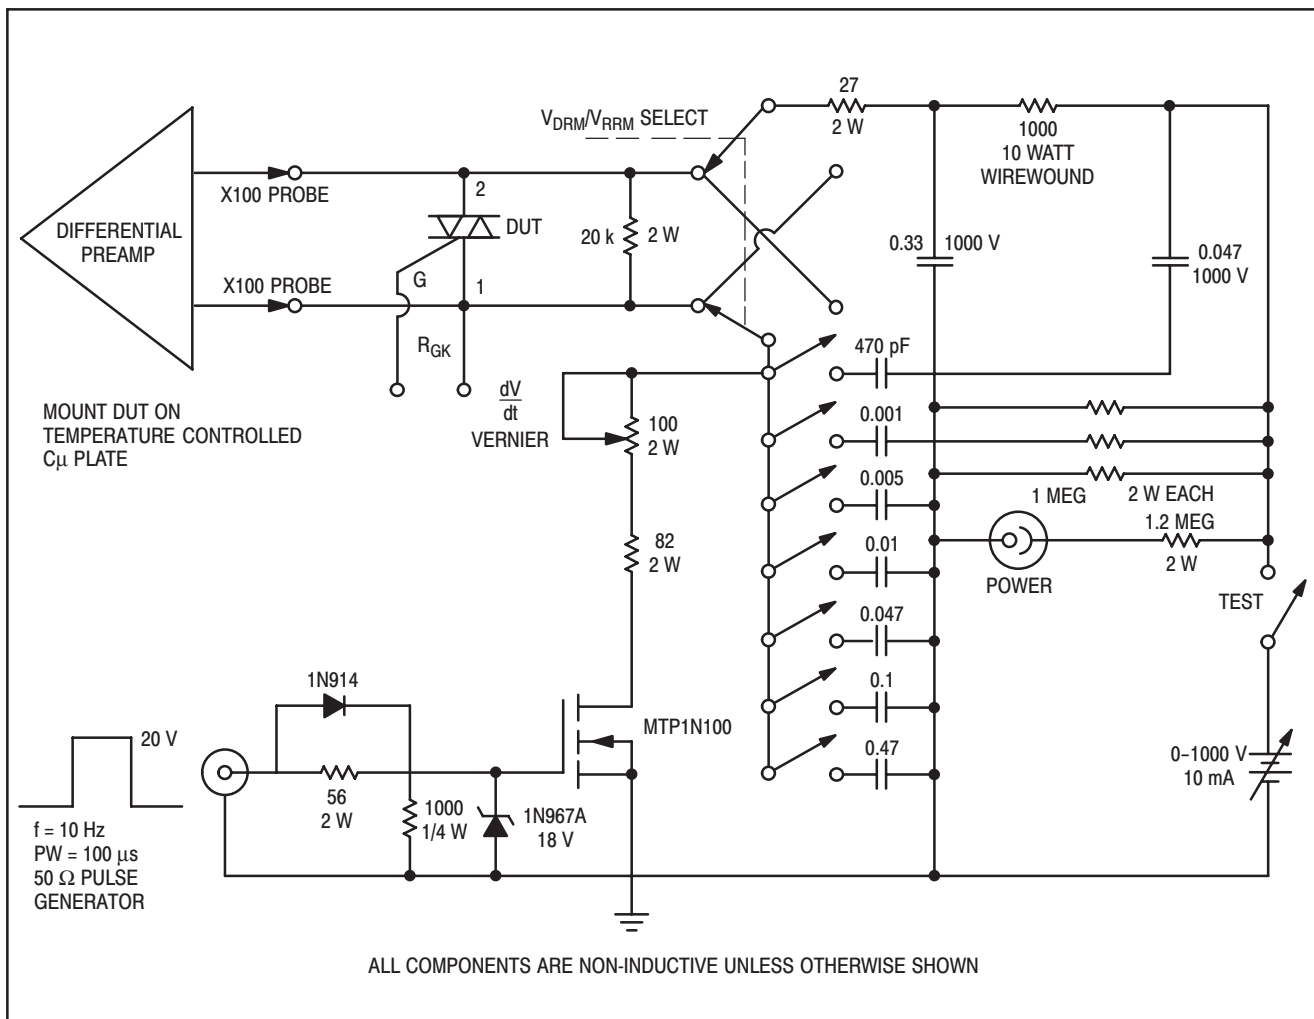 27
2 W
V_DRM/V_RRM SELECT
1000
10 WATT
WIREWOUND
X100 PROBE
2
DIFFERENTIAL
PREAMP
DUT
20 k
2 W
0.33
1000 V
0.047
1000 V
G
1
X100 PROBE
R_GK
470 pF
MOUNT DUT ON
TEMPERATURE CONTROLLED
Cμ PLATE
dV
dt
VERNIER
100
2 W
0.001
0.005
1 MEG
2 W EACH
1.2 MEG
2 W
82
2 W
0.01
POWER
TEST
0.047
1N914
0.1
MTP1N100
20 V
0.47
0–1000 V
10 mA
56
2 W
1000
1/4 W
1N967A
18 V
f = 10 Hz
PW = 100 μs
50 Ω PULSE
GENERATOR
ALL COMPONENTS ARE NON-INDUCTIVE UNLESS OTHERWISE SHOWN